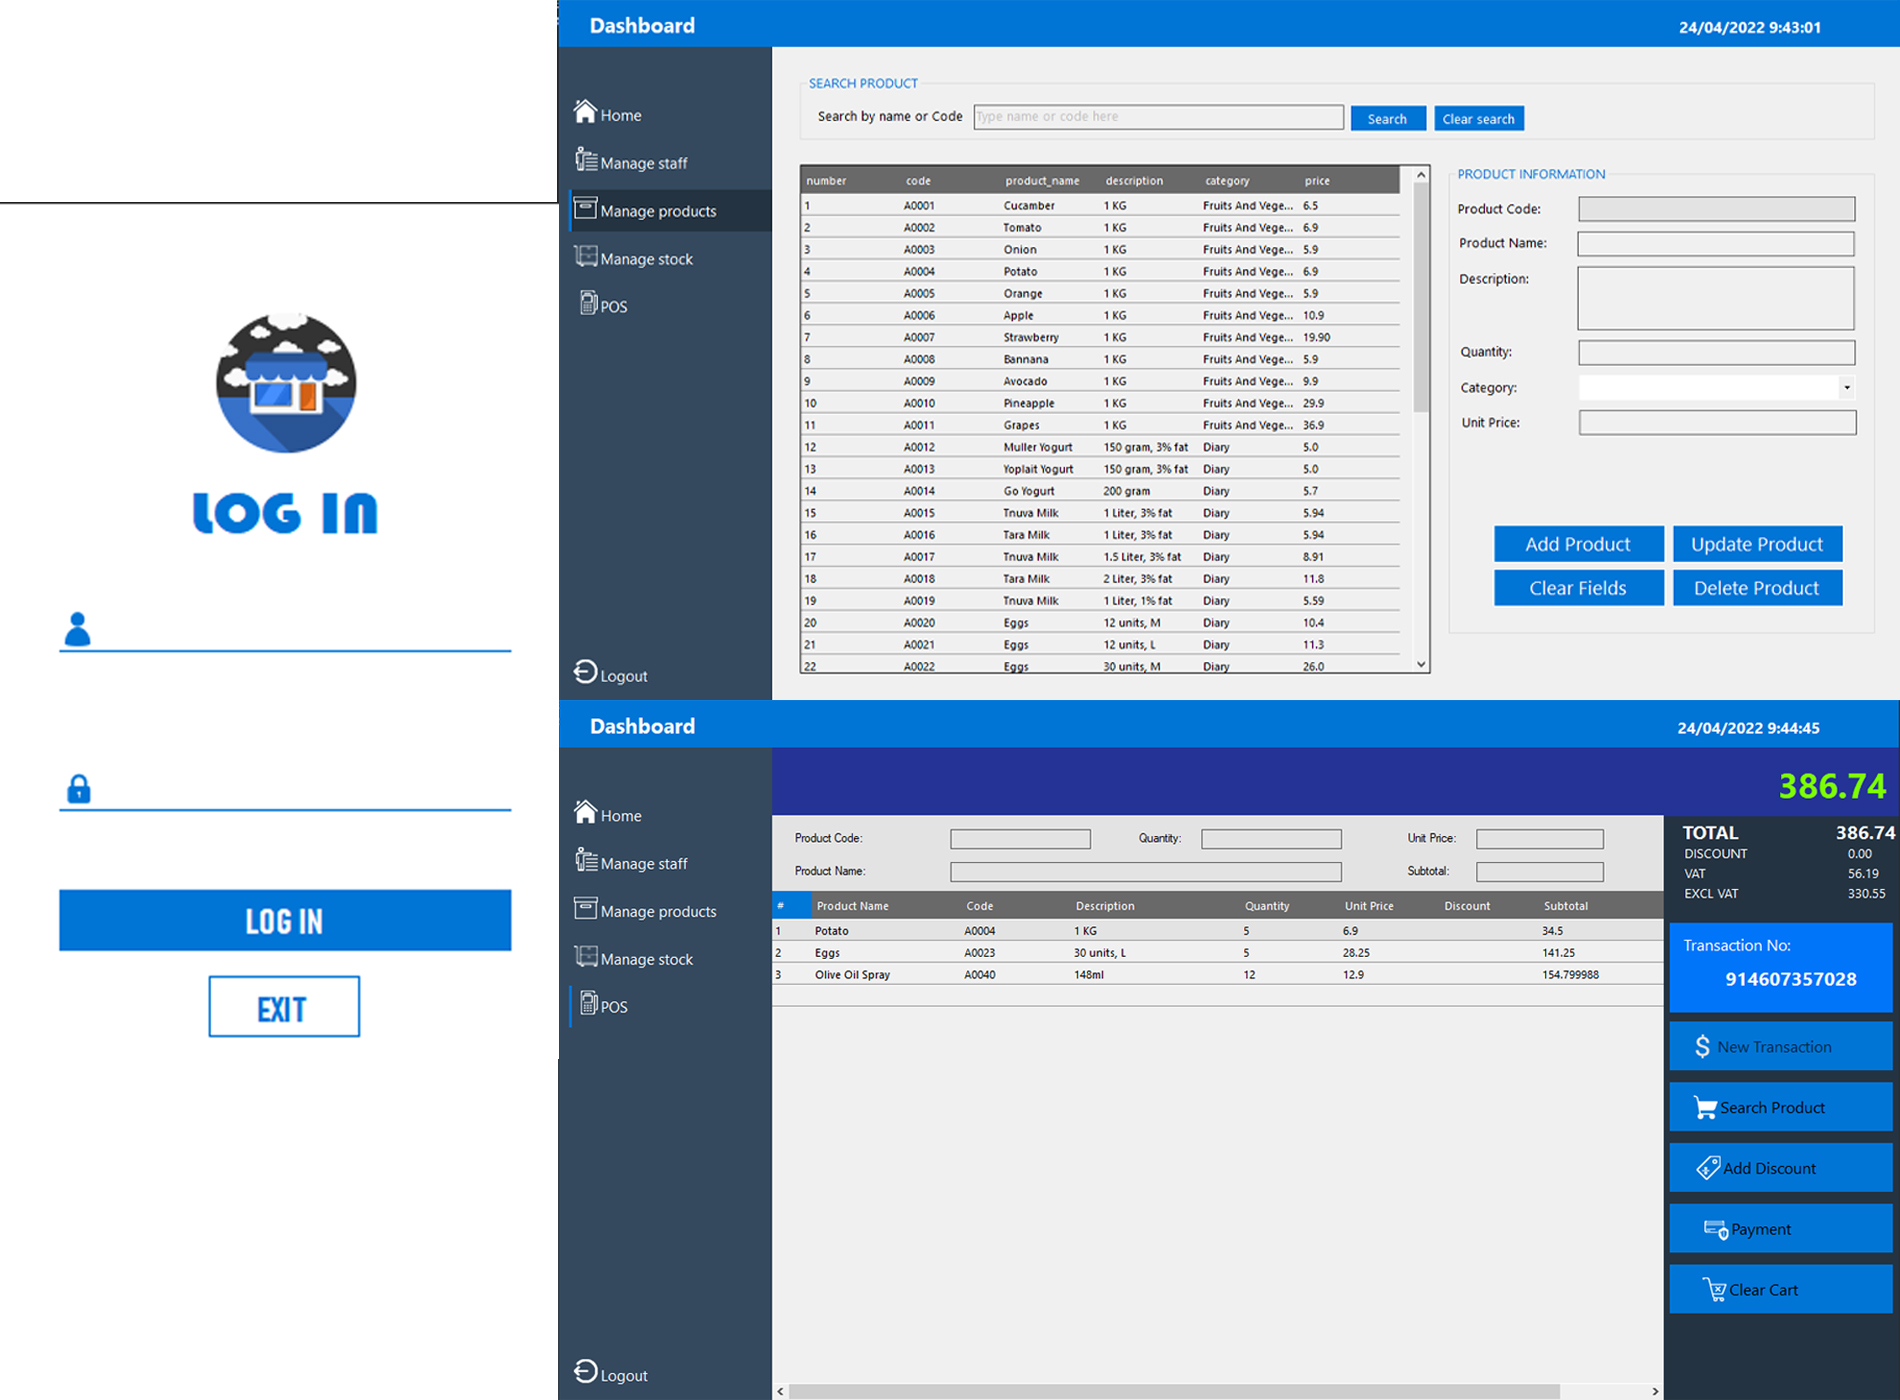 LOG IN
LOG IN
EXIT
Dashboard 24/04/2022 9:43:01
Home
Manage staff
Manage products
Manage stock
POS
Logout
SEARCH PRODUCT
Search by name or Code Type name or code here Search Clear search
number code product_name description category price
1 A0001 Cucamber 1 KG Fruits And Vege... 6.5
2 A0002 Tomato 1 KG Fruits And Vege... 6.9
3 A0003 Onion 1 KG Fruits And Vege... 5.9
4 A0004 Potato 1 KG Fruits And Vege... 6.9
5 A0005 Orange 1 KG Fruits And Vege... 5.9
6 A0006 Apple 1 KG Fruits And Vege... 10.9
7 A0007 Strawberry 1 KG Fruits And Vege... 19.90
8 A0008 Bannana 1 KG Fruits And Vege... 5.9
9 A0009 Avocado 1 KG Fruits And Vege... 9.9
10 A0010 Pineapple 1 KG Fruits And Vege... 29.9
11 A0011 Grapes 1 KG Fruits And Vege... 36.9
12 A0012 Muller Yogurt 150 gram, 3% fat Diary 5.0
13 A0013 Yoplait Yogurt 150 gram, 3% fat Diary 5.0
14 A0014 Go Yogurt 200 gram Diary 5.7
15 A0015 Tnuva Milk 1 Liter, 3% fat Diary 5.94
16 A0016 Tara Milk 1 Liter, 3% fat Diary 5.94
17 A0017 Tnuva Milk 1.5 Liter, 3% fat Diary 8.91
18 A0018 Tara Milk 2 Liter, 3% fat Diary 11.8
19 A0019 Tnuva Milk 1 Liter, 1% fat Diary 5.59
20 A0020 Eggs 12 units, M Diary 10.4
21 A0021 Eggs 12 units, L Diary 11.3
22 A0022 Eggs 30 units, M Diary 26.0
PRODUCT INFORMATION
Product Code:
Product Name:
Description:
Quantity:
Category:
Unit Price:
Add Product Update Product
Clear Fields Delete Product
Dashboard 24/04/2022 9:44:45
Home
Manage staff
Manage products
Manage stock
POS
Logout
386.74
Product Code: Quantity: Unit Price:
Product Name: Subtotal:
# Product Name Code Description Quantity Unit Price Discount Subtotal
1 Potato A0004 1 KG 5 6.9 34.5
2 Eggs A0023 30 units, L 5 28.25 141.25
3 Olive Oil Spray A0040 148ml 12 12.9 154.799988
TOTAL 386.74
DISCOUNT 0.00
VAT 56.19
EXCL VAT 330.55
Transaction No:
914607357028
New Transaction
Search Product
Add Discount
Payment
Clear Cart